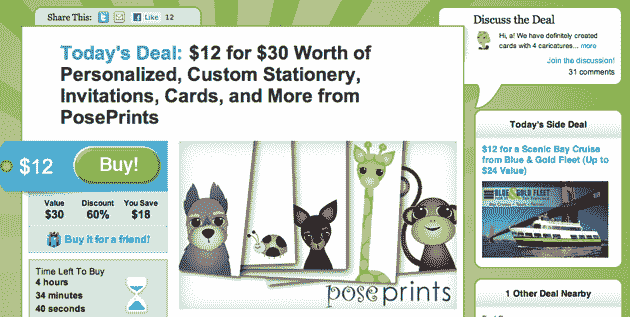 Share This:
Like 12
Today's Deal: $12 for $30 Worth of
Personalized, Custom Stationery,
Invitations, Cards, and More from
PosePrints
$12
Buy!
Value Discount You Save
$30 60% $18
Buy it for a friend!
Time Left To Buy
4 hours
34 minutes
40 seconds
poseprints
Discuss the Deal
Hi, a! We have definitely created
cards with 4 caricatures... more
Join the discussion!
31 comments
Today's Side Deal
$12 for a Scenic Bay Cruise
from Blue & Gold Fleet (Up to
$24 Value)
BLUE & GOLD FLEET
1 Other Deal Nearby